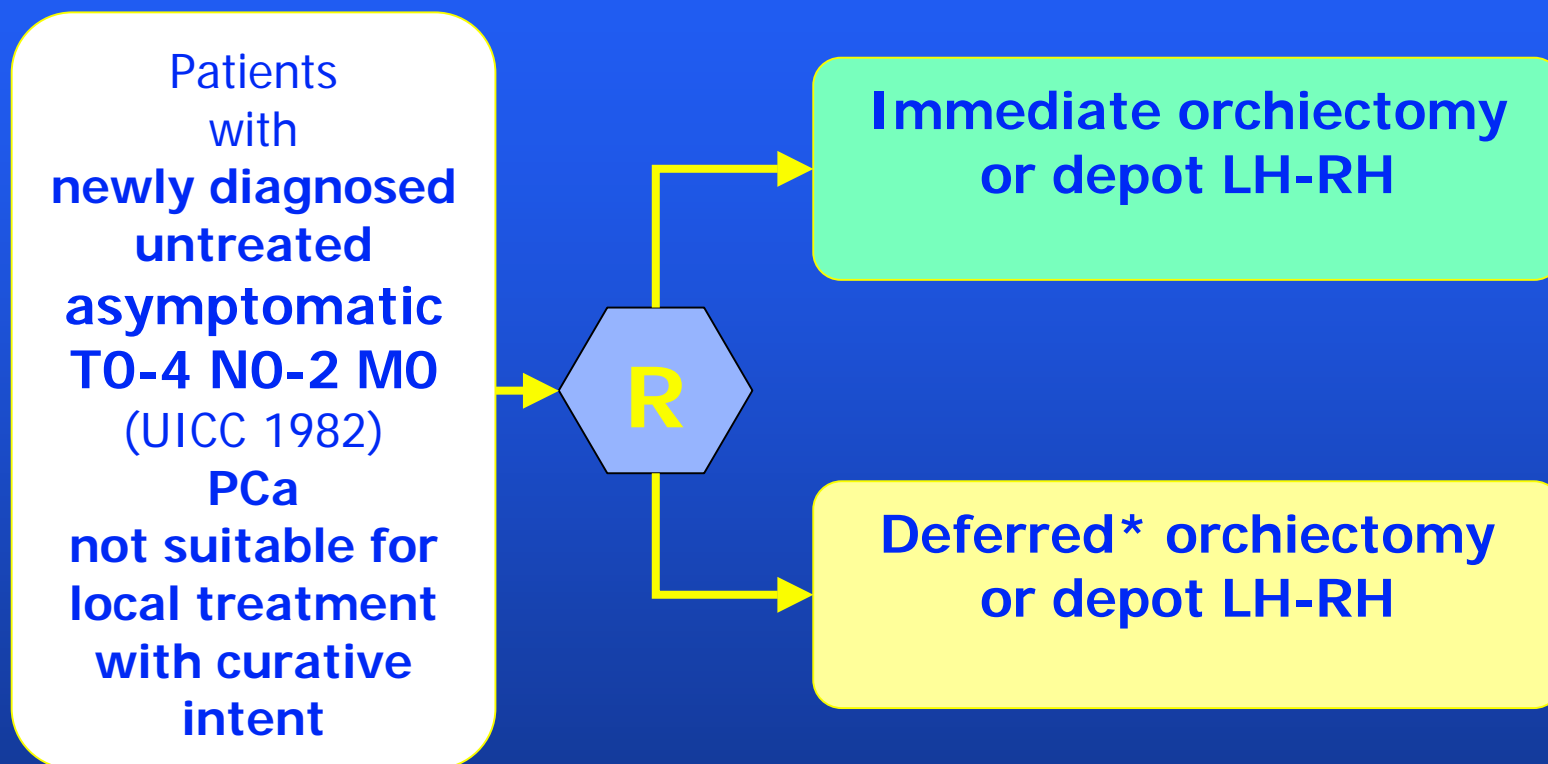 Patients
with
newly diagnosed
untreated
asymptomatic
T0-4 N0-2 M0
(UICC 1982)
PCa
not suitable for
local treatment
with curative
intent
R
Immediate orchiectomy
or depot LH-RH
Deferred* orchiectomy
or depot LH-RH